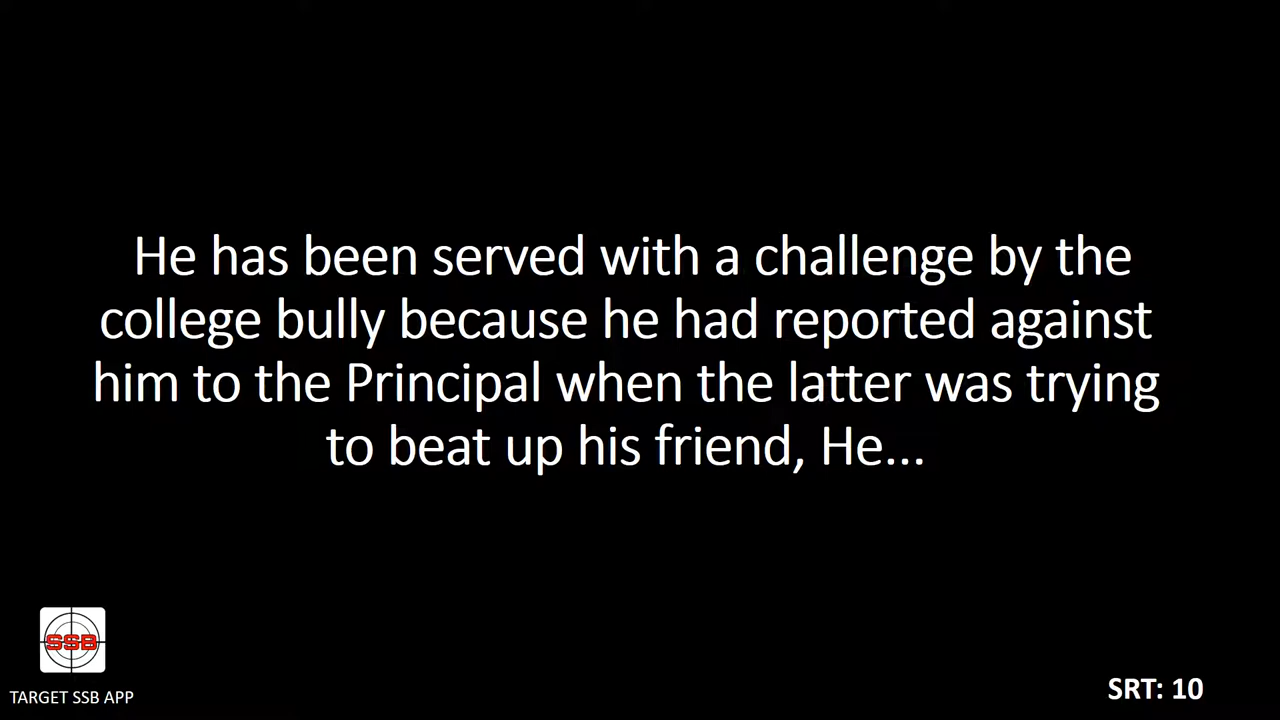 He has been served with a challenge by the
college bully because he had reported against
him to the Principal when the latter was trying
to beat up his friend, He...
SSB
TARGET SSB APP
SRT: 10